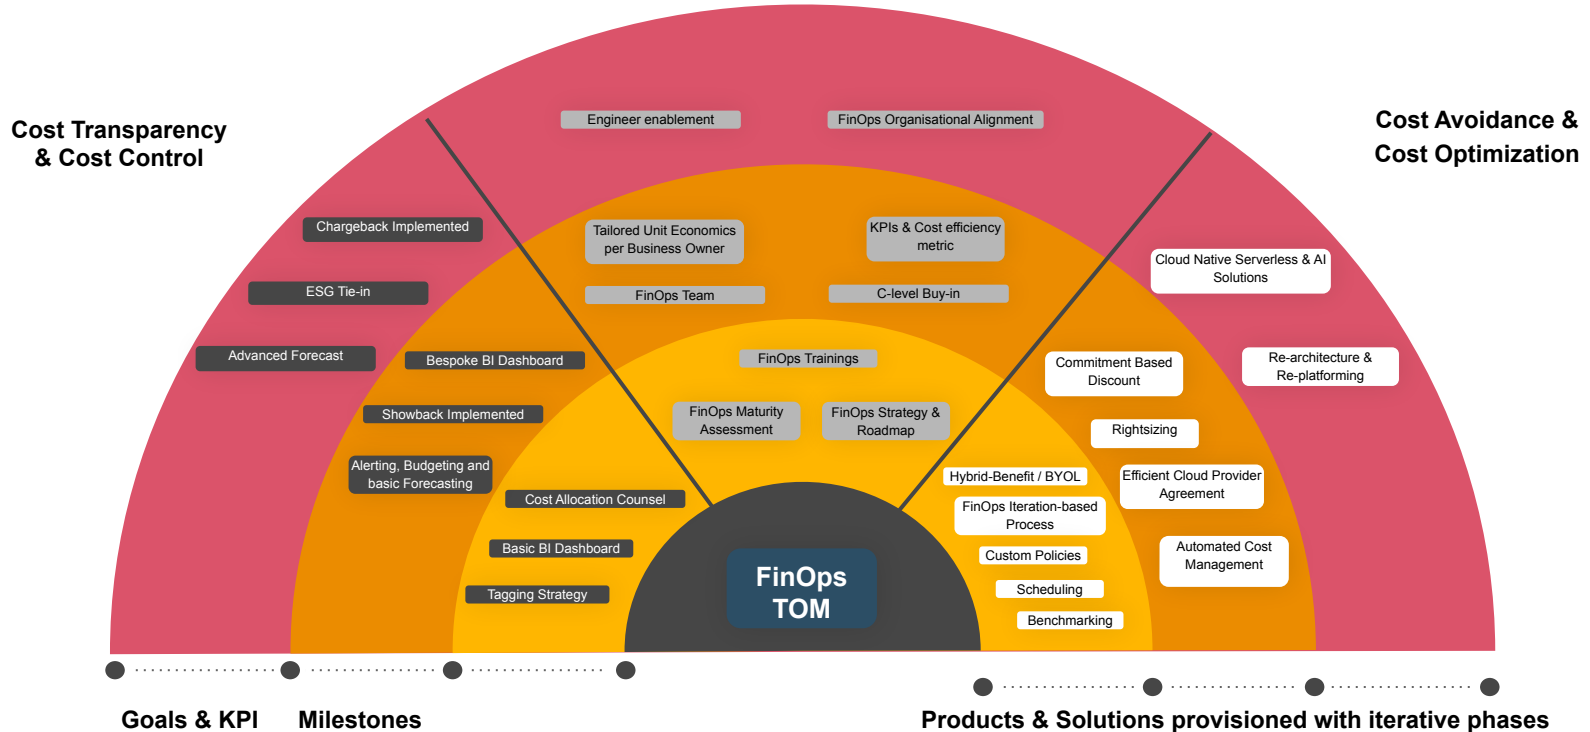 Cost Transparency
& Cost Control
Cost Avoidance &
Cost Optimization
Engineer enablement
FinOps Organisational Alignment
Chargeback Implemented
ESG Tie-in
Advanced Forecast
Tailored Unit Economics
per Business Owner
KPIs & Cost efficiency
metric
FinOps Team
C-level Buy-in
Cloud Native Serverless & AI
Solutions
Re-architecture &
Re-platforming
Bespoke BI Dashboard
Showback Implemented
Alerting, Budgeting and
basic Forecasting
FinOps Trainings
FinOps Maturity
Assessment
FinOps Strategy &
Roadmap
Commitment Based
Discount
Rightsizing
Efficient Cloud Provider
Agreement
Automated Cost
Management
Cost Allocation Counsel
Basic BI Dashboard
Tagging Strategy
Hybrid-Benefit / BYOL
FinOps Iteration-based
Process
Custom Policies
Scheduling
Benchmarking
FinOps
TOM
Goals & KPI
Milestones
Products & Solutions provisioned with iterative phases